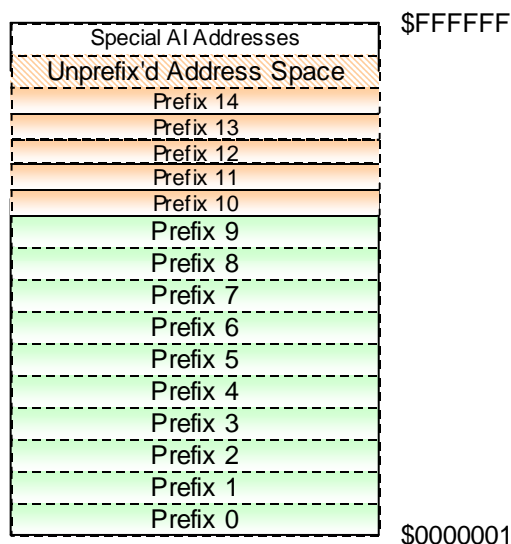 $FFFFFF
Special AI Addresses
Unprefix'd Address Space
Prefix 14
Prefix 13
Prefix 12
Prefix 11
Prefix 10
Prefix 9
Prefix 8
Prefix 7
Prefix 6
Prefix 5
Prefix 4
Prefix 3
Prefix 2
Prefix 1
Prefix 0
$0000001